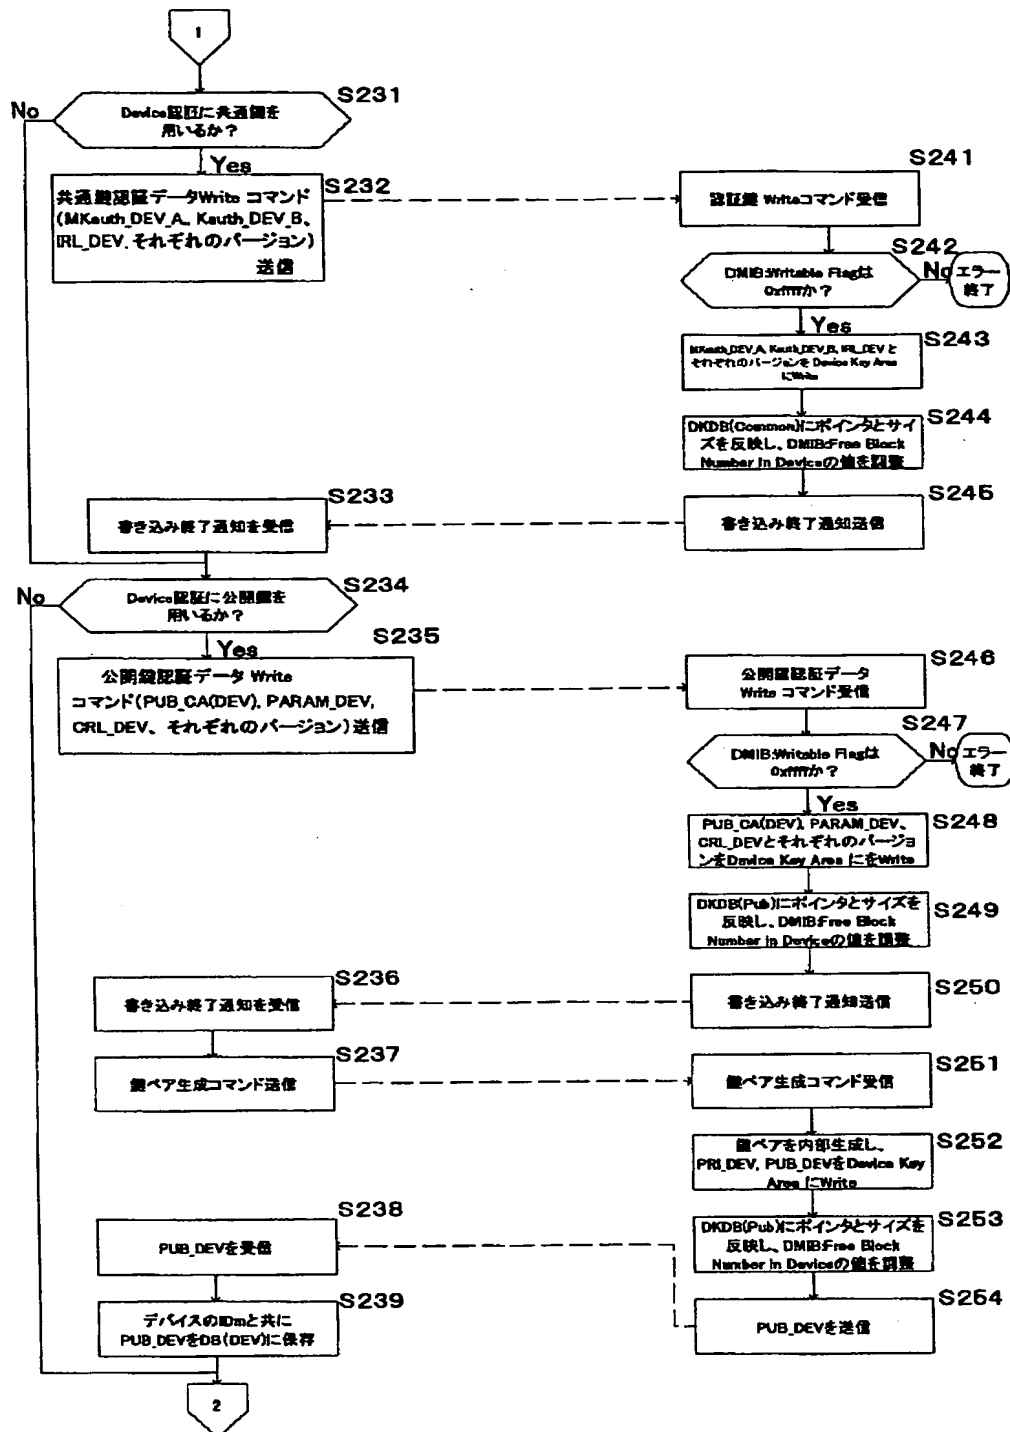 1
S231
No
Device認証に共通鍵を
用いるか？
Yes
S232
共通鍵認証データWrite コマンド
(MKauth_DEV_A、Kauth_DEV_B、
IRL_DEV、それぞれのバージョン)
送信
S241
認証鍵 Writeコマンド受信
S242
DMIB:Writable Flagは
0xffffか？
No
エラー
終了
Yes
S243
MKauth_DEV_A, Kauth_DEV_B, IRL_DEV と
それぞれのバージョンを Device Key Area
にWrite
S244
DKDB(Common)にポインタとサイ
ズを反映し、DMIB:Free Block
Number in Deviceの値を調整
S245
書き込み終了通知送信
S233
書き込み終了通知を受信
S234
No
Device認証に公開鍵を
用いるか？
Yes
S235
公開鍵認証データ Write
コマンド(PUB_CA(DEV), PARAM_DEV,
CRL_DEV、それぞれのバージョン)送信
S246
公開鍵認証データ
Write コマンド受信
S247
DMIB:Writable Flagは
0xffffか？
No
エラー
終了
Yes
S248
PUB_CA(DEV), PARAM_DEV、
CRL_DEVとそれぞれのバージョ
ンをDevice Key Area にをWrite
S249
DKDB(Pub)にポインタとサイズを
反映し、DMIB:Free Block
Number in Deviceの値を調整
S250
書き込み終了通知送信
S236
書き込み終了通知を受信
S237
鍵ペア生成コマンド送信
S251
鍵ペア生成コマンド受信
S252
鍵ペアを内部生成し、
PRI_DEV, PUB_DEVをDevice Key
Area にWrite
S253
DKDB(Pub)にポインタとサイズを
反映し、DMIB:Free Block
Number in Deviceの値を調整
S254
PUB_DEVを送信
S238
PUB_DEVを受信
S239
デバイスのIDmと共に
PUB_DEVをDB(DEV)に保存
2